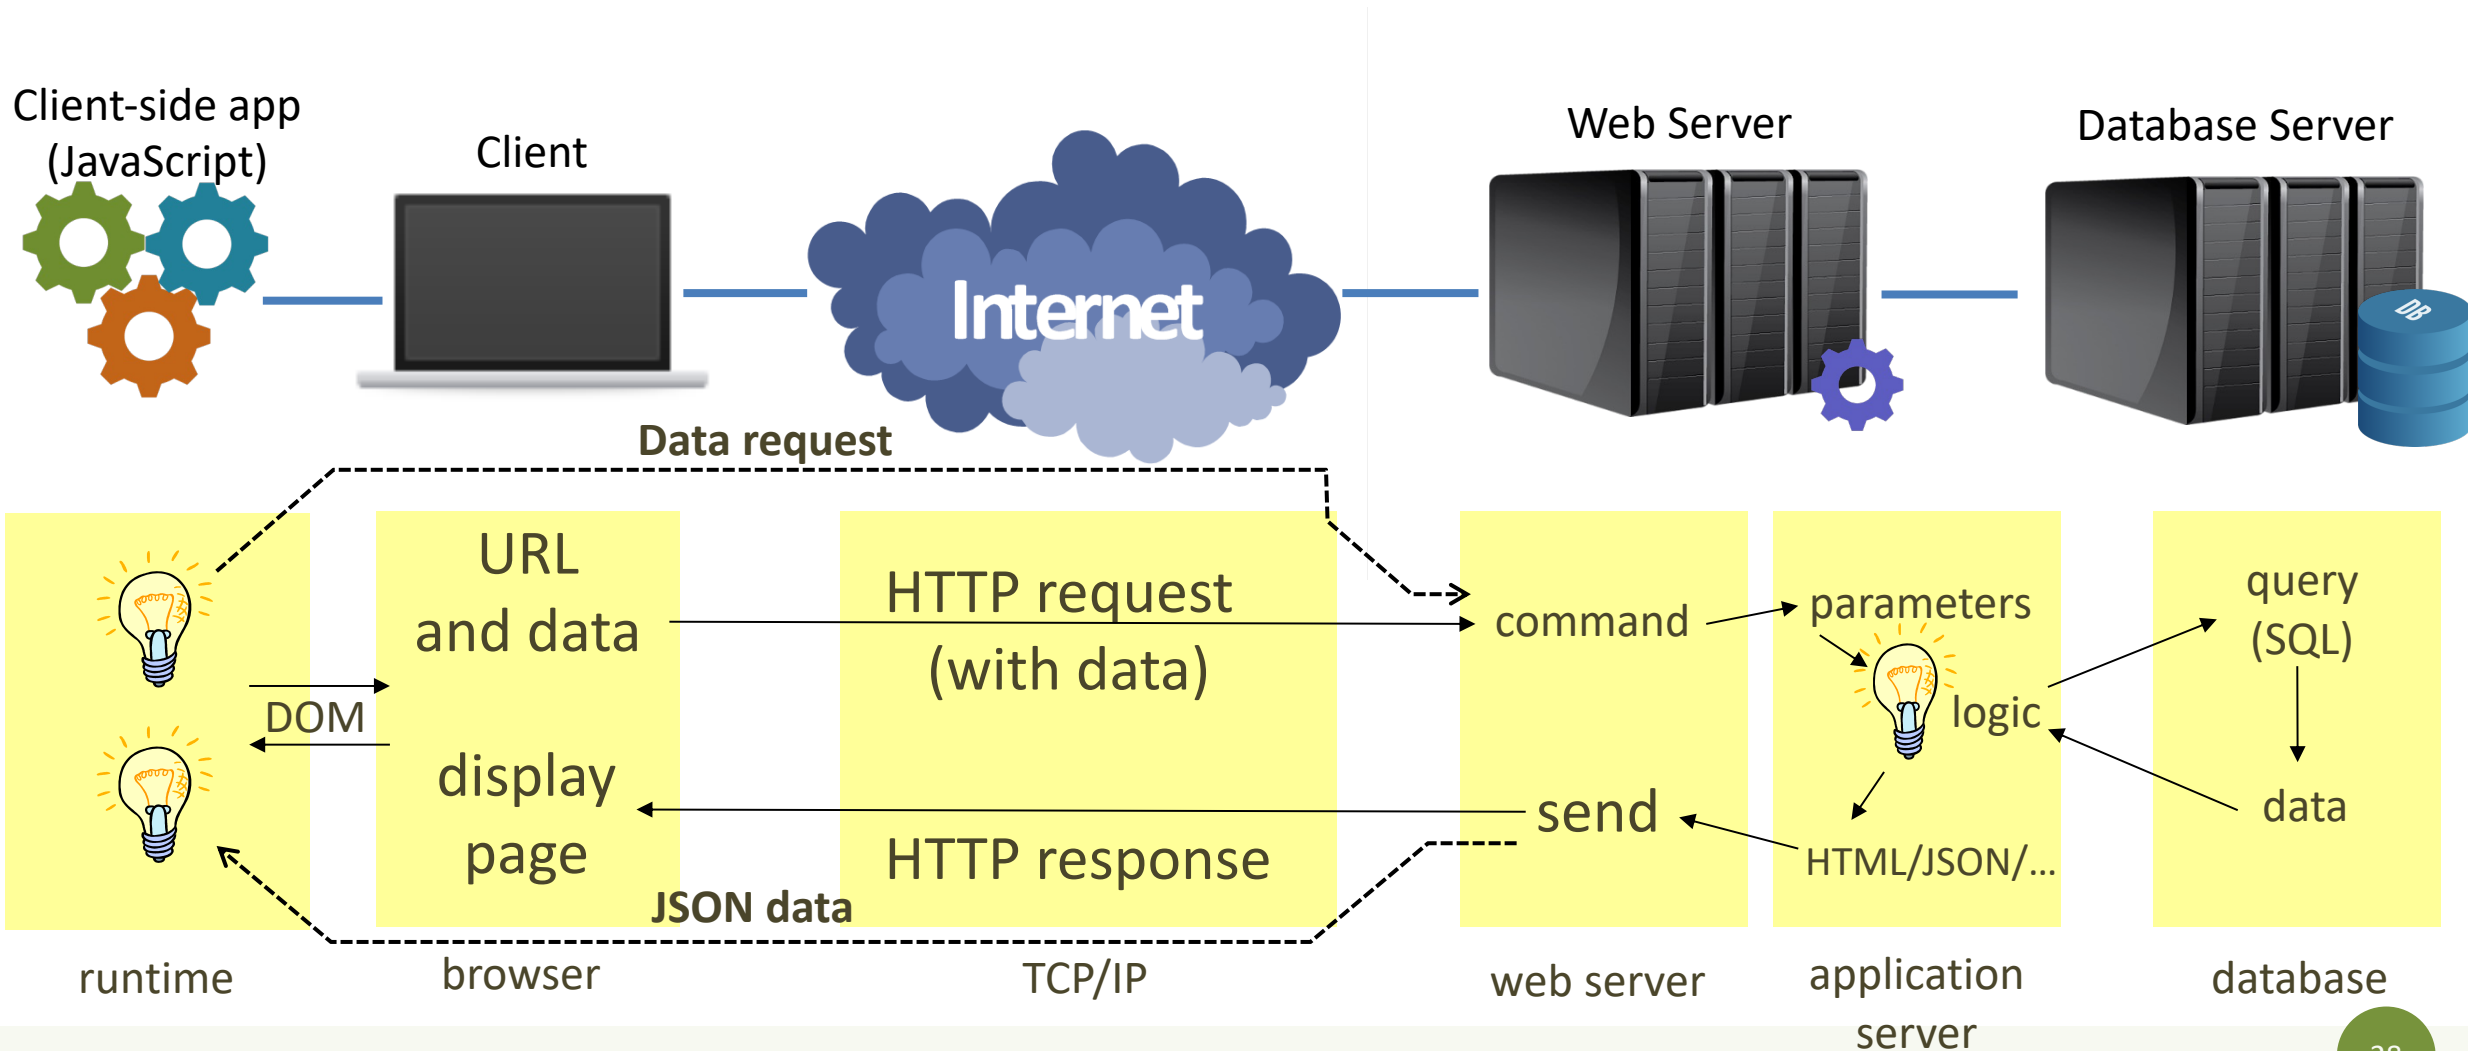 Client-side app
(JavaScript)
Client
Internet
Web Server
Database Server
DB
Data request
URL
and data
HTTP request
(with data)
command
parameters
logic
query
(SQL)
DOM
display
page
HTTP response
send
HTML/JSON/...
data
JSON data
runtime
browser
TCP/IP
web server
application
server
database